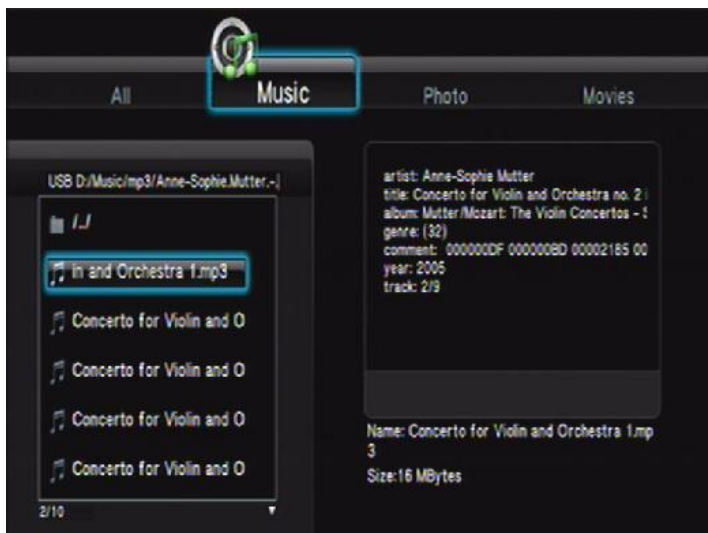 All
Music
Photo
Movies
USB D:/Music/mp3/Anne-Sophie.Mutter.-.
/../
in and Orchestra 1.mp3
Concerto for Violin and O
Concerto for Violin and O
Concerto for Violin and O
Concerto for Violin and O
2/10
artist: Anne-Sophie Mutter
title: Concerto for Violin and Orchestra no. 2
album: Mutter/Mozart: The Violin Concertos -
genre: (32)
comment: 000000DF 000000BD 00002185 00
year: 2005
track: 2/9
Name: Concerto for Violin and Orchestra 1.mp
3
Size:16 MBytes